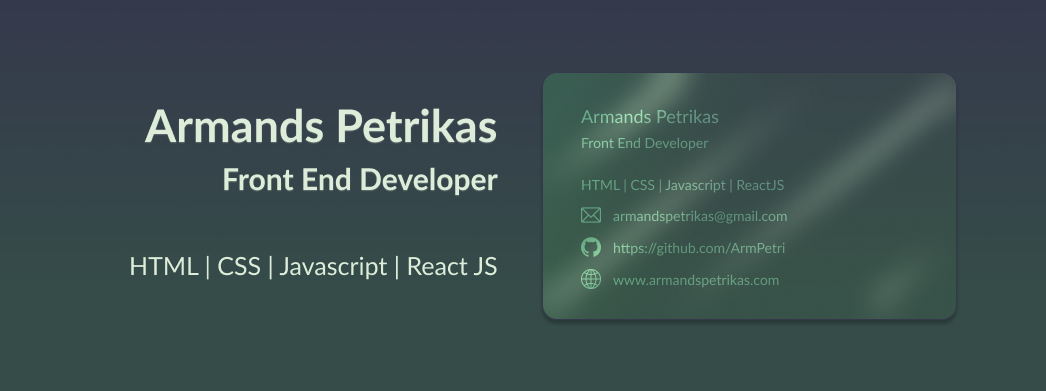 Armands Petrikas
Front End Developer
HTML | CSS | Javascript | React JS
Armands Petrikas
Front End Developer
HTML | CSS | Javascript | ReactJS
armandspetrikas@gmail.com
https://github.com/ArmPetri
www.armandspetrikas.com